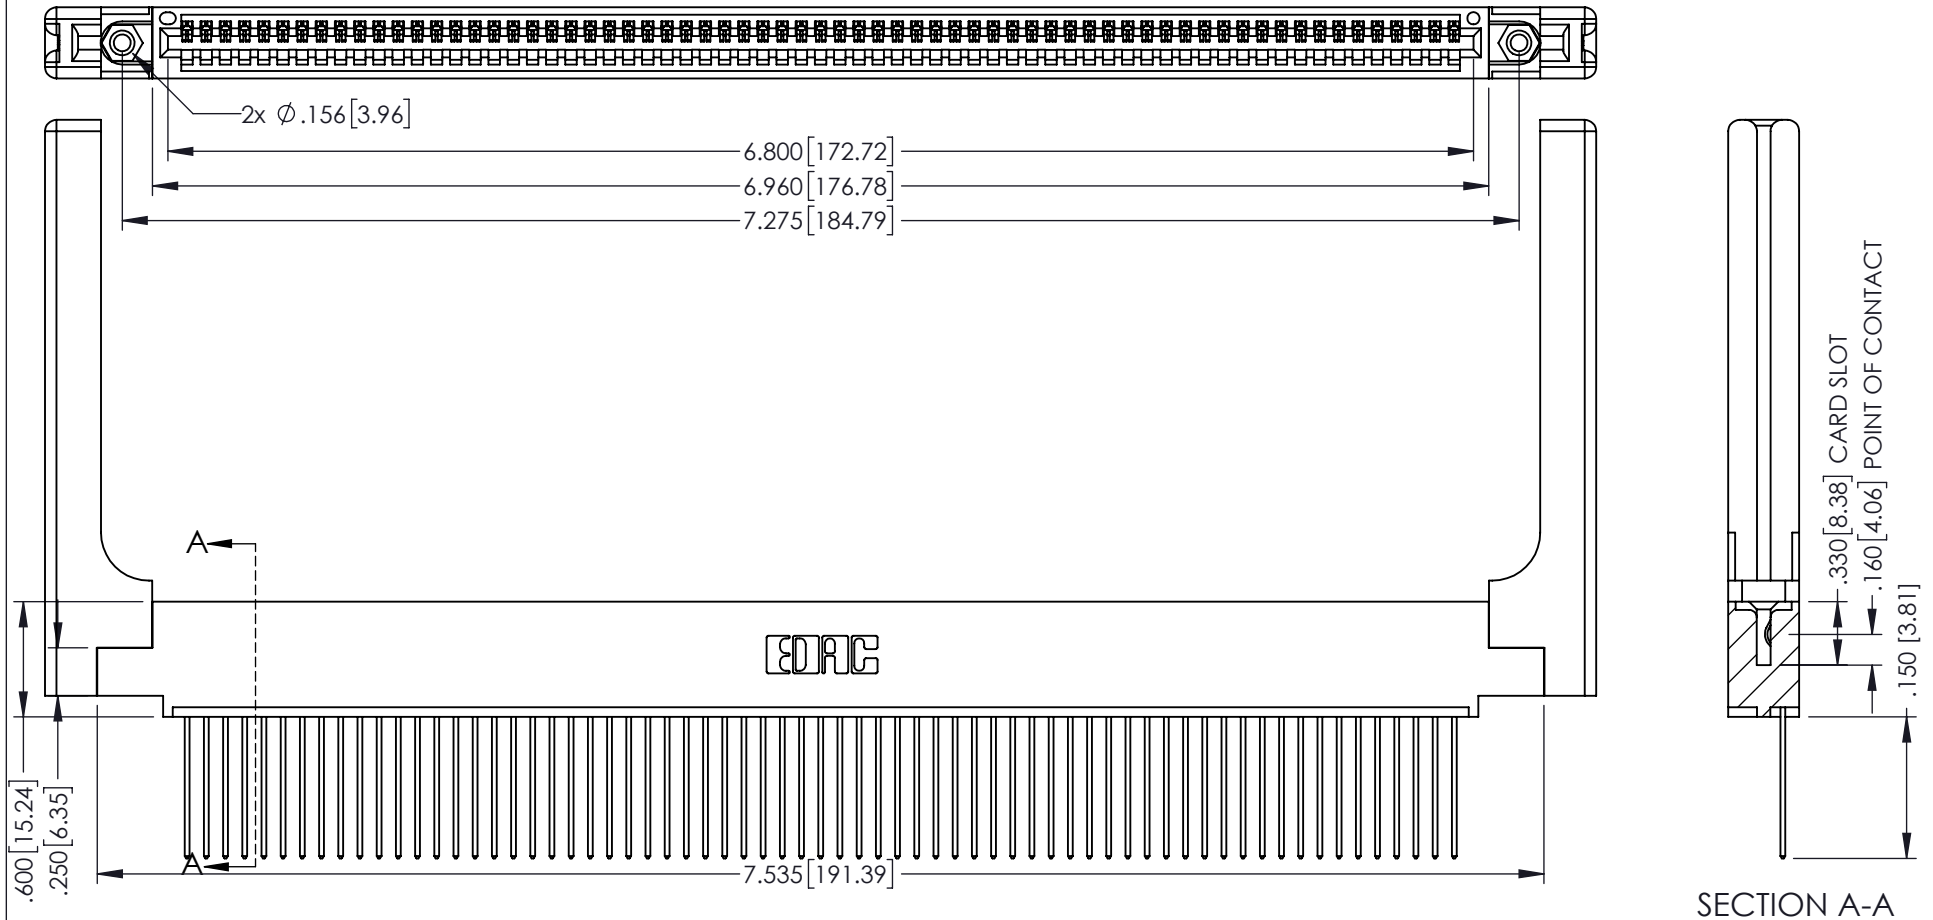 2x Ø.156[3.96]
6.800[172.72]
6.960[176.78]
7.275[184.79]
A
EDAC
A
.600[15.24]
.250[6.35]
7.535[191.39]
.330[8.38] CARD SLOT
.160[4.06] POINT OF CONTACT
.150 [3.81]
SECTION A-A